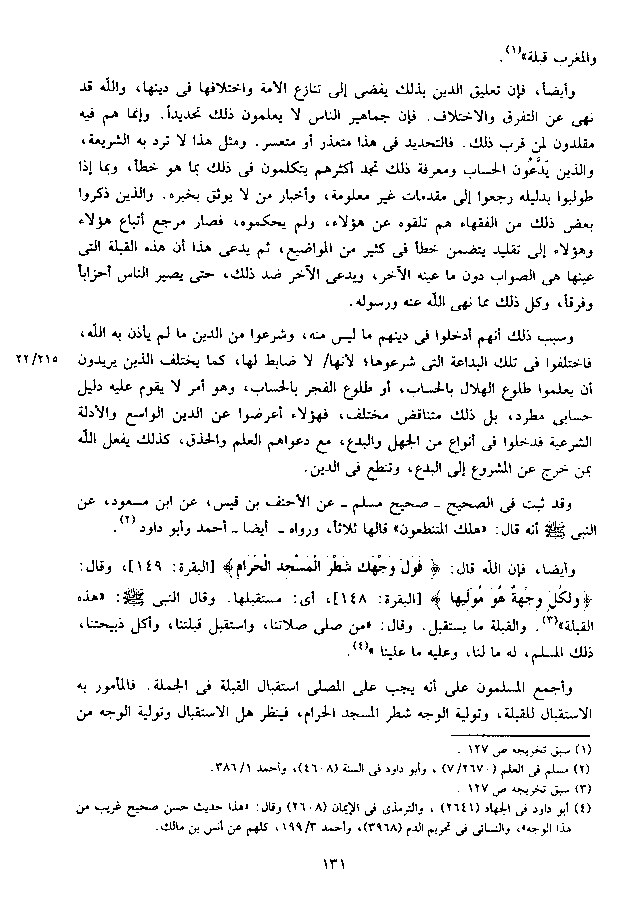 والمغرب قبلة»(١).
وأيضاً، فإن تعليق الدين بذلك يفضى إلى تنازع الأمة واختلافها فى دينها، والله قد
نهى عن التفرق والاختلاف. فإن جماهير الناس لا يعلمون ذلك تحديداً. وإنما هم فيه
مقلدون لمن قرب ذلك. فالتحديد فى هذا متعذر أو متعسر. ومثل هذا لا ترد به الشريعة،
والذين يَدَّعُون الحساب ومعرفة ذلك تجد أكثرهم يتكلمون فى ذلك بما هو خطأ، وبما إذا
طولبوا بدليله رجعوا إلى مقدمات غير معلومة، وأخبار من لا يوثق بخبره. والذين ذكروا
بعض ذلك من الفقهاء هم تلقوه عن هؤلاء، ولم يحكموه، فصار مرجع أتباع هؤلاء
وهؤلاء إلى تقليد يتضمن خطأ فى كثير من المواضيع، ثم يدعى هذا أن هذه القبلة التى
عينها هى الصواب دون ما عينه الآخر، ويدعى الآخر ضد ذلك، حتى يصير الناس أحزاباً
وفرقاً، وكل ذلك مما نهى الله عنه ورسوله.
وسبب ذلك أنهم أدخلوا فى دينهم ما ليس منه، وشرعوا من الدين ما لم يأذن به الله،
فاختلفوا فى تلك البداعة التى شرعوها؛ لأنها/ لا ضابط لها، كما يختلف الذين يريدون ٢٢/٢١٥
أن يعلموا طلوع الهلال بالحساب، أو طلوع الفجر بالحساب، وهو أمر لا يقوم عليه دليل
حسابى مطرد، بل ذلك متناقض مختلف، فهؤلاء أعرضوا عن الدين الواسع والأدلة
الشرعية فدخلوا فى أنواع من الجهل والبدع، مع دعواهم العلم والحذق، كذلك يفعل الله
بمن خرج عن المشروع إلى البدع، وتنطع فى الدين.
وقد ثبت فى الصحيح ـ صحيح مسلم ـ عن الأحنف بن قيس، عن ابن مسعود، عن
النبى ﷺ أنه قال: «هلك المتنطعون» قالها ثلاثاً، ورواه ـ أيضا ـ أحمد وأبو داود(٢).
وأيضا، فإن الله قال: ﴿ فَوَلِّ وَجْهَكَ شَطْرَ الْمَسْجِدِ الْحَرَامِ﴾ [البقرة: ١٤٩]، وقال:
﴿وَلِكُلٍّ وِجْهَةٌ هُوَ مُوَلِّيهَا ﴾ [البقرة: ١٤٨]، أى: مستقبلها. وقال النبى ﷺ: «هذه
القبلة»(٣). والقبلة ما يستقبل. وقال: «من صلى صلاتنا، واستقبل قبلتنا، وأكل ذبيحتنا،
ذلك المسلم، له ما لنا، وعليه ما علينا »(٤).
وأجمع المسلمون على أنه يجب على المصلى استقبال القبلة فى الجملة. فالمأمور به
الاستقبال للقبلة، وتولية الوجه شطر المسجد الحرام، فينظر هل الاستقبال وتولية الوجه من
(١) سبق تخريجه ص ١٢٧ .
(٢) مسلم فى العلم (٧/٢٦٧٠) ، وأبو داود فى السنة (٤٦٠٨)، وأحمد ٣٨٦/١.
(٣) سبق تخريجه ص ١٢٧ .
(٤) أبو داود فى الجهاد (٢٦٤١) ، والترمذى فى الإيمان (٢٦٠٨) وقال: «هذا حديث حسن صحيح غريب من
هذا الوجه»، والنسائى فى تحريم الدم (٣٩٦٨)، وأحمد ١٩٩/٣، كلهم عن أنس بن مالك.
١٣١